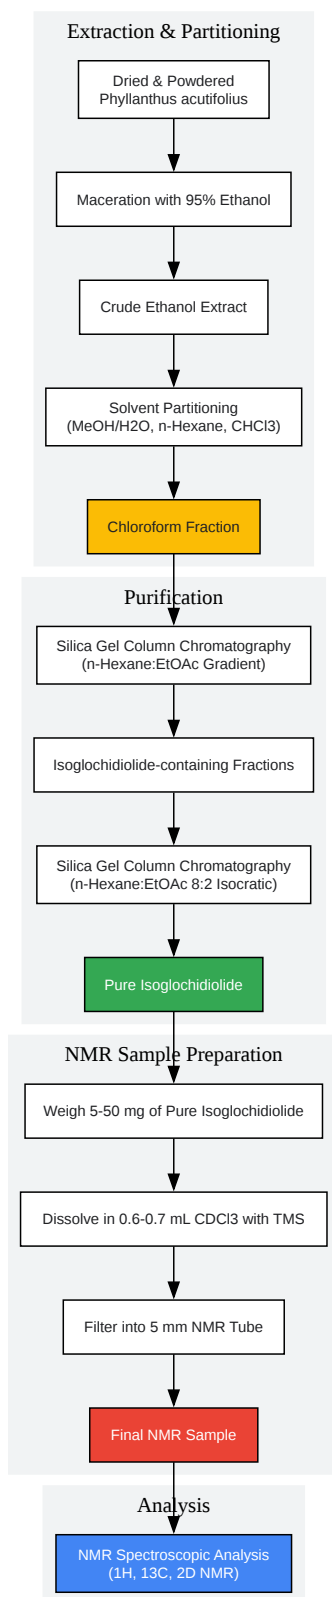 Extraction & Partitioning
Dried & Powdered
Phyllanthus acutifolius
Maceration with 95% Ethanol
Crude Ethanol Extract
Solvent Partitioning
(MeOH/H2O, n-Hexane, CHCl3)
Chloroform Fraction
Purification
Silica Gel Column Chromatography
(n-Hexane:EtOAc Gradient)
Isoglochidiolide-containing Fractions
Silica Gel Column Chromatography
(n-Hexane:EtOAc 8:2 Isocratic)
Pure Isoglochidiolide
NMR Sample Preparation
Weigh 5-50 mg of Pure Isoglochidiolide
Dissolve in 0.6-0.7 mL CDCl3 with TMS
Filter into 5 mm NMR Tube
Final NMR Sample
Analysis
NMR Spectroscopic Analysis
(1H, 13C, 2D NMR)